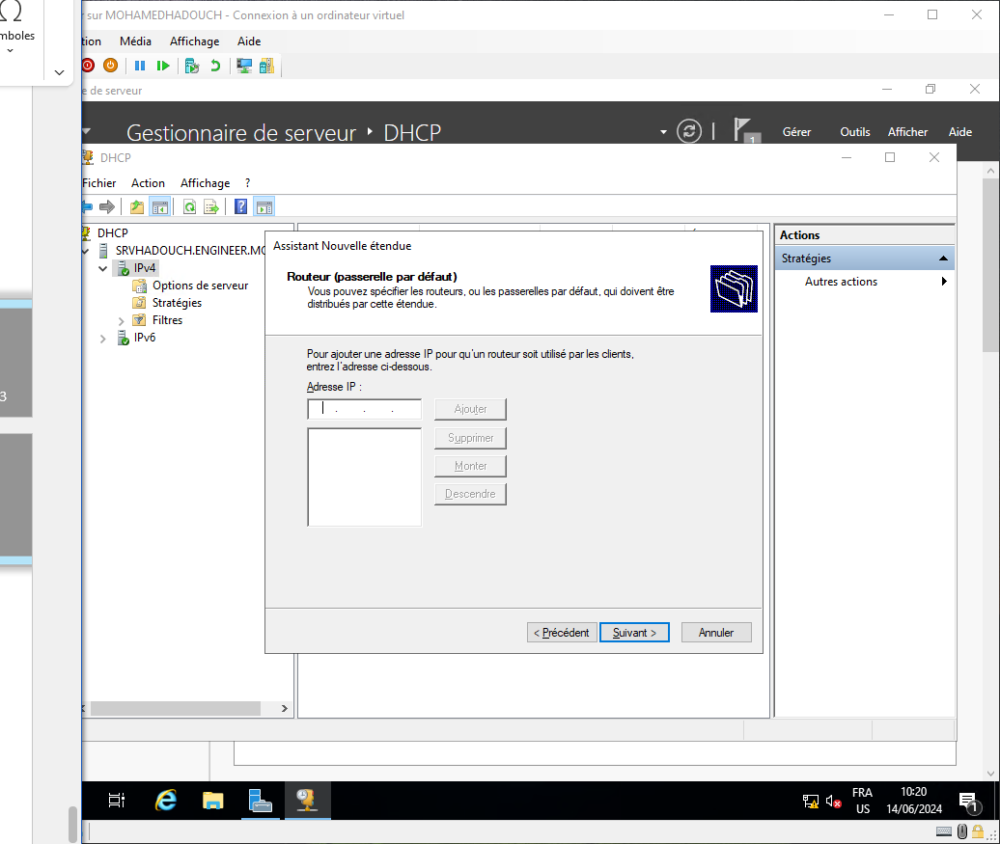 sur MOHAMEDHADOUCH - Connexion à un ordinateur virtuel
mboles
tion Média Affichage Aide
e de serveur
Gestionnaire de serveur DHCP
1 Gérer Outils Afficher Aide
DHCP
Fichier Action Affichage ?
DHCP
SRVHADOUCH.ENGINEER.MO
IPv4
Options de serveur
Stratégies
Filtres
IPv6
Assistant Nouvelle étendue
Routeur (passerelle par défaut)
Vous pouvez spécifier les routeurs, ou les passerelles par défaut, qui doivent être
distribués par cette étendue.
Pour ajouter une adresse IP pour qu'un routeur soit utilisé par les clients,
entrez l'adresse ci-dessous.
Adresse IP :
. . .
Ajouter
Supprimer
Monter
Descendre
< Précédent Suivant > Annuler
Actions
Stratégies
Autres actions
3
FRA
US
10:20
14/06/2024
1